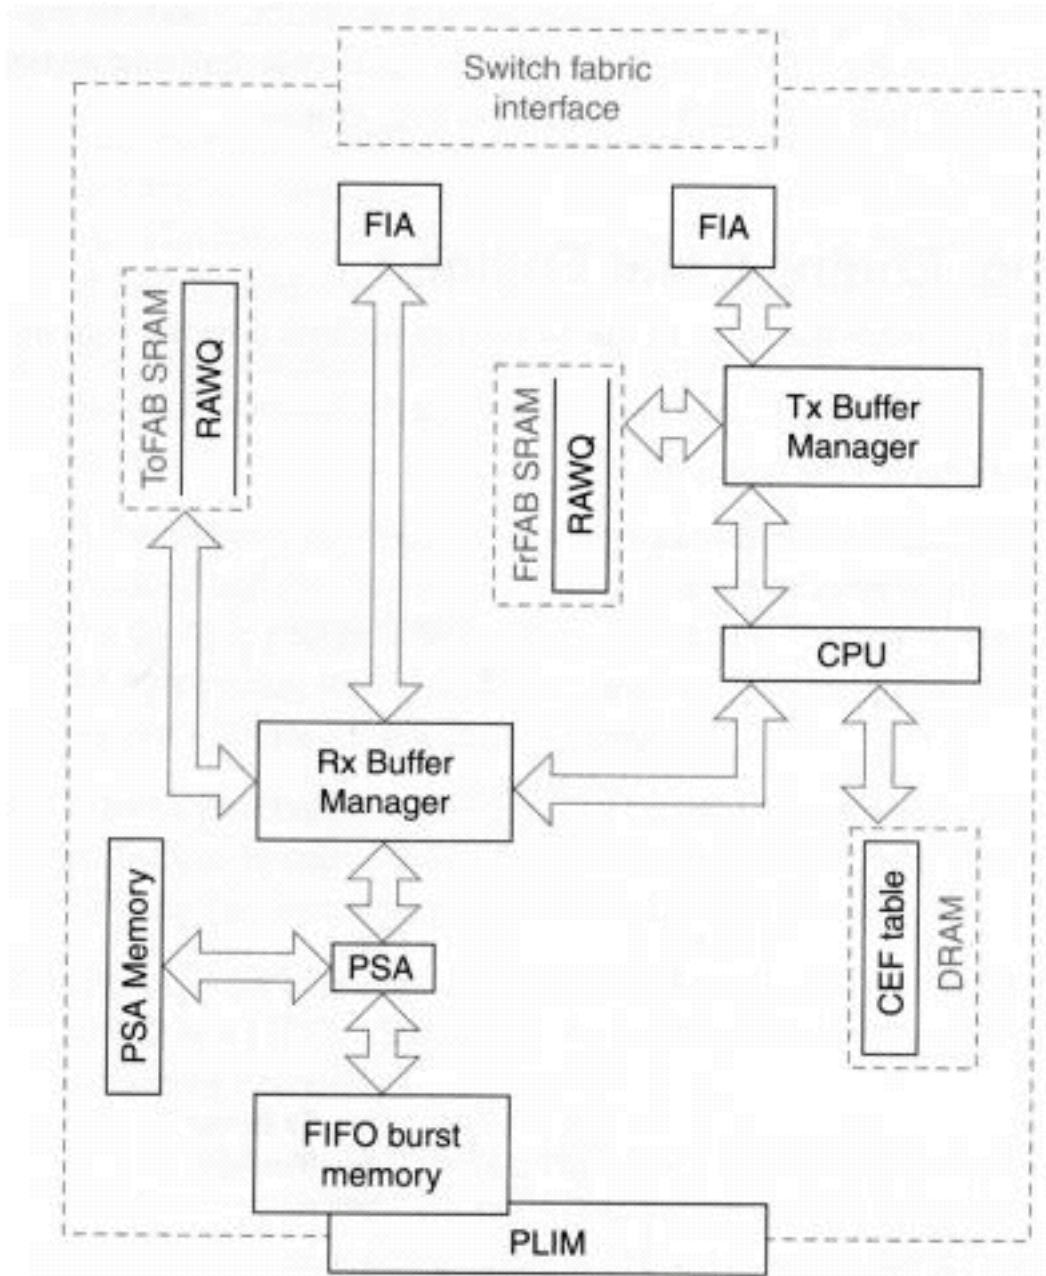 Switch fabric
interface
FIA
FIA
ToFAB SRAM
RAWQ
FrFAB SRAM
RAWQ
Tx Buffer
Manager
CPU
Rx Buffer
Manager
PSA Memory
PSA
CEF table
DRAM
FIFO burst
memory
PLIM